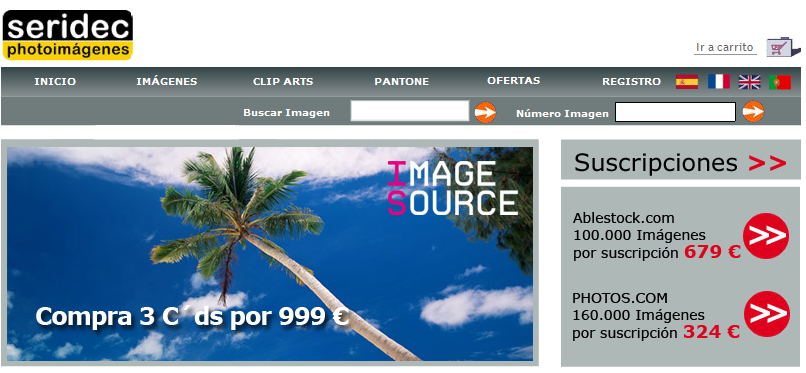 seridec
photoimágenes
Ir a carrito
INICIO
IMÁGENES
CLIP ARTS
PANTONE
OFERTAS
REGISTRO
Buscar Imagen
Número Imagen
IMAGE
SOURCE
Compra 3 C´ds por 999 €
Suscripciones >>
Ablestock.com
100.000 Imágenes
por suscripción 679 €
>>
PHOTOS.COM
160.000 Imágenes
por suscripción 324 €
>>